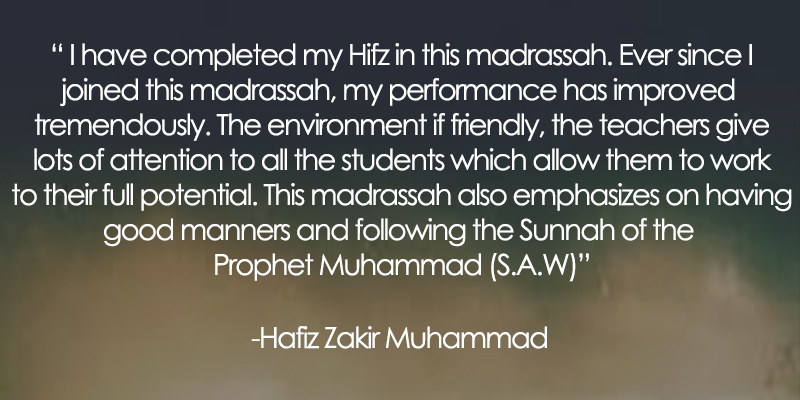 “ I have completed my Hifz in this madrassah. Ever since I
joined this madrassah, my performance has improved
tremendously. The environment if friendly, the teachers give
lots of attention to all the students which allow them to work
to their full potential. This madrassah also emphasizes on having
good manners and following the Sunnah of the
Prophet Muhammad (S.A.W)”
-Hafiz Zakir Muhammad